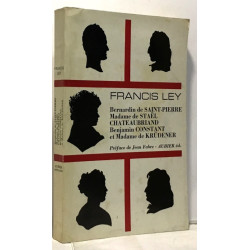 FRANCIS LEY
Bernardin de SAINT-PIERRE
Madame de STAËL
CHATEAUBRIAND
Benjamin CONSTANT
et Madame de KRÜDENER
Préface de Jean Fabre - AUBIER éd.